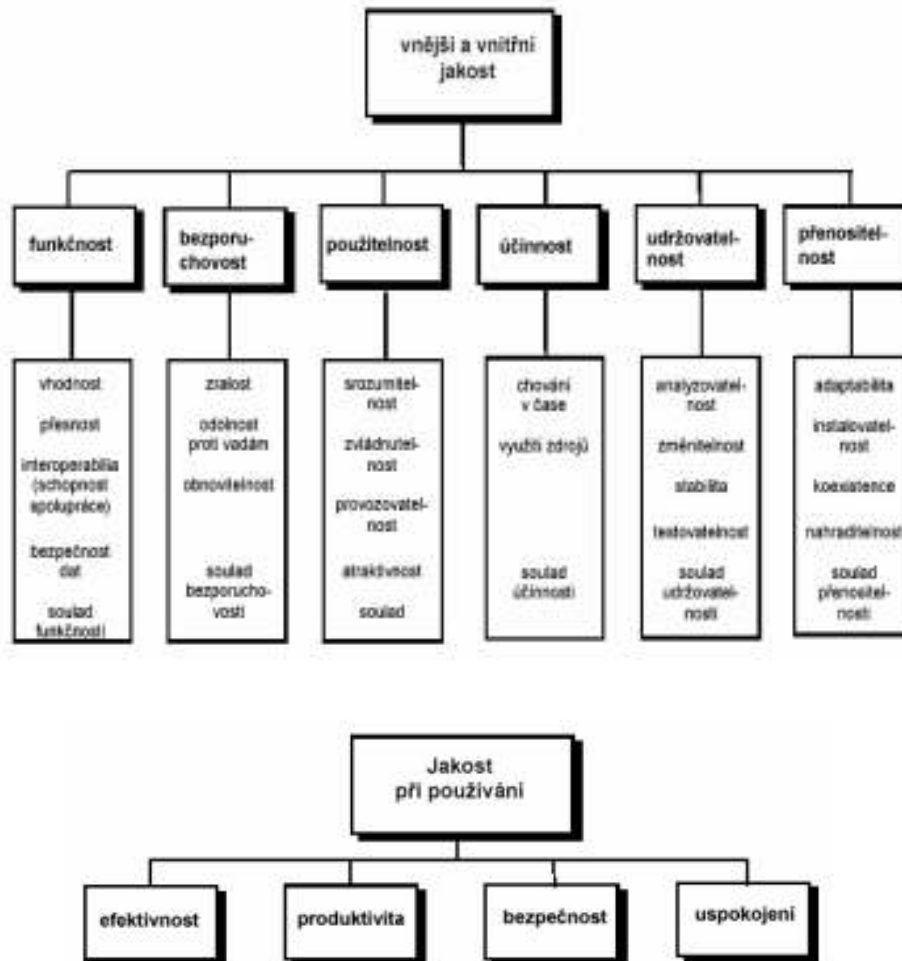 vnější a vnitřní
jakost
funkčnost
bezporu-
chovost
použitelnost
účinnost
udržovatel-
nost
přenositel-
nost
vhodnost
přesnost
interoperabilia
(schopnost
spolupráce)
bezpečnost
dat
soulad
funkčnosti
zralost
odolnost
proti vadám
obnovitelnost
soulad
bezporucho-
vosti
srozumitel-
nost
zvládnutel-
nost
provozovatel-
nost
atraktivnost
soulad
chování
v čase
využití zdrojů
soulad
účinnosti
analyzovatel-
nost
změnitelnost
stabilita
testovatelnost
soulad
udržovatel-
nosti
adaptabilita
instalovatel-
nost
koexistence
nahraditelnost
soulad
přenositel-
nosti
Jakost
při používání
efektivnost
produktivita
bezpečnost
uspokojení